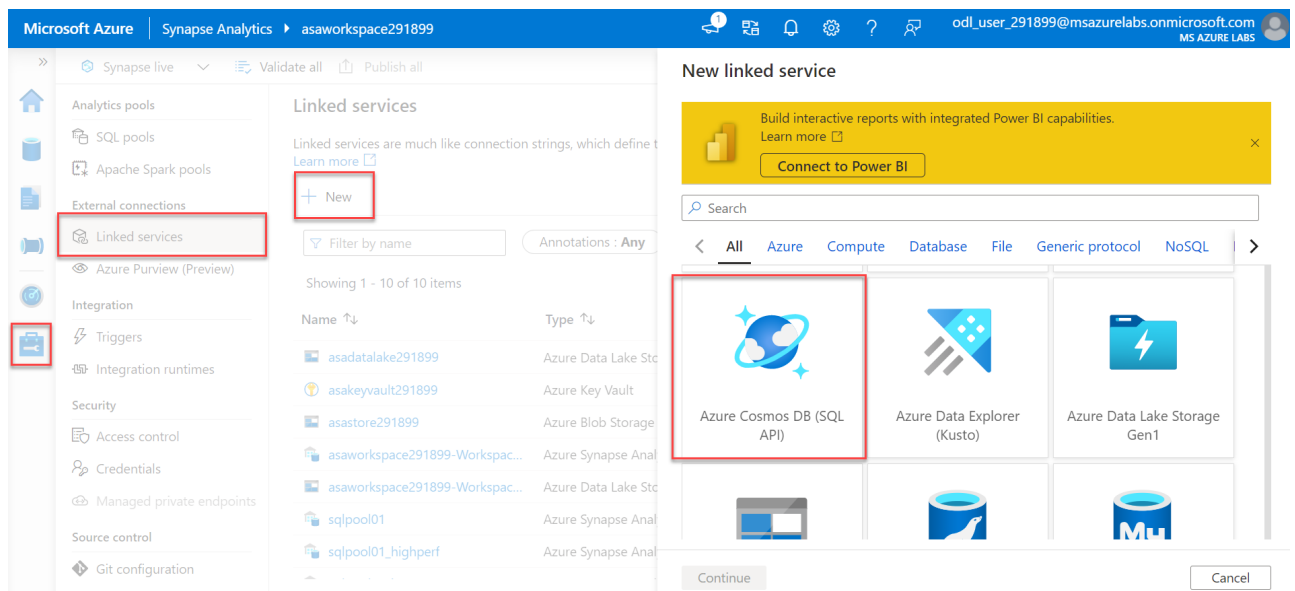 Microsoft Azure
Synapse Analytics
asaworkspace291899
1
odl_user_291899@msazurelabs.onmicrosoft.com
MS AZURE LABS
Synapse live
Validate all
Publish all
Analytics pools
SQL pools
Apache Spark pools
External connections
Linked services
Azure Purview (Preview)
Integration
Triggers
Integration runtimes
Security
Access control
Credentials
Managed private endpoints
Source control
Git configuration
Linked services
Linked services are much like connection strings, which define t
Learn more
New
Filter by name
Annotations : Any
Showing 1 - 10 of 10 items
Name
Type
asadatalake291899
Azure Data Lake Sto
asakeyvault291899
Azure Key Vault
asastore291899
Azure Blob Storage
asaworkspace291899-Workspac...
Azure Synapse Anal
asaworkspace291899-Workspac...
Azure Data Lake Sto
sqlpool01
Azure Synapse Anal
sqlpool01_highperf
Azure Synapse Anal
New linked service
Build interactive reports with integrated Power BI capabilities.
Learn more
Connect to Power BI
Search
All
Azure
Compute
Database
File
Generic protocol
NoSQL
Azure Cosmos DB (SQL
API)
Azure Data Explorer
(Kusto)
Azure Data Lake Storage
Gen1
Continue
Cancel